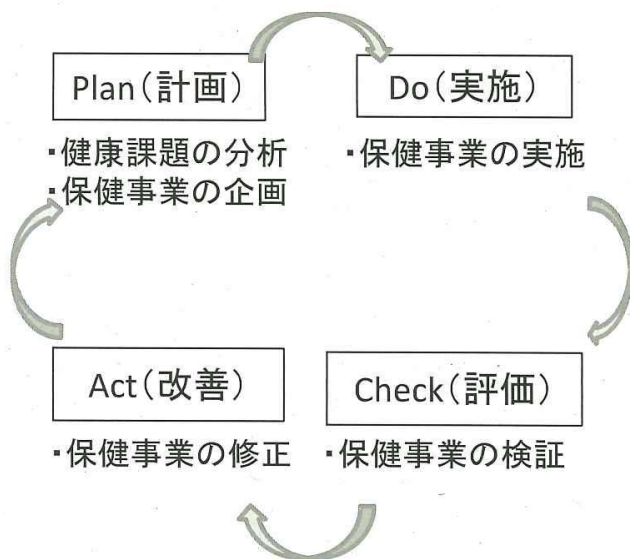 Plan(計画)
・健康課題の分析
・保健事業の企画
Do(実施)
・保健事業の実施
Act(改善)
・保健事業の修正
Check(評価)
・保健事業の検証